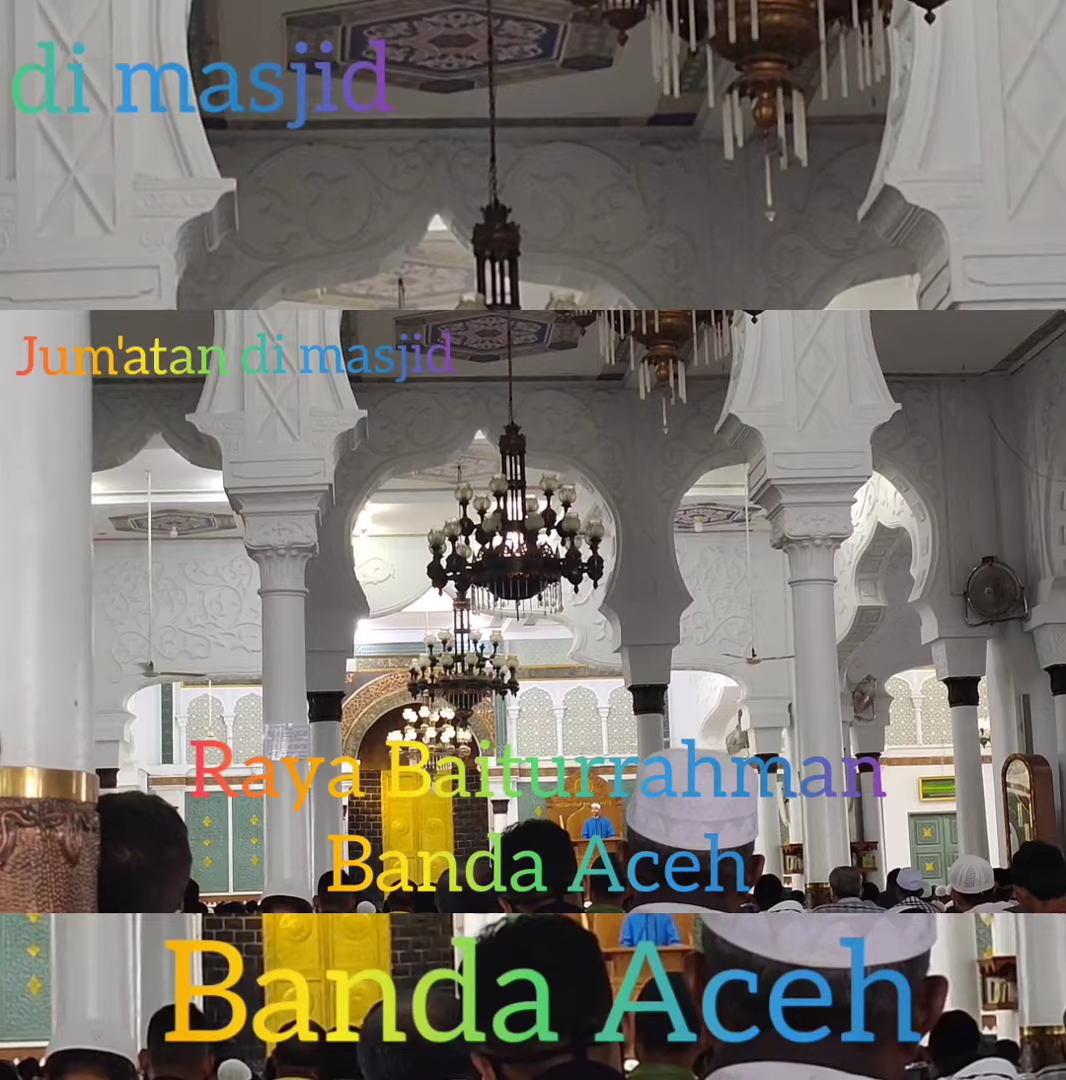 di masjid
Jum'atan di masjid
Raya Baiturrahman
Banda Aceh
Banda Aceh